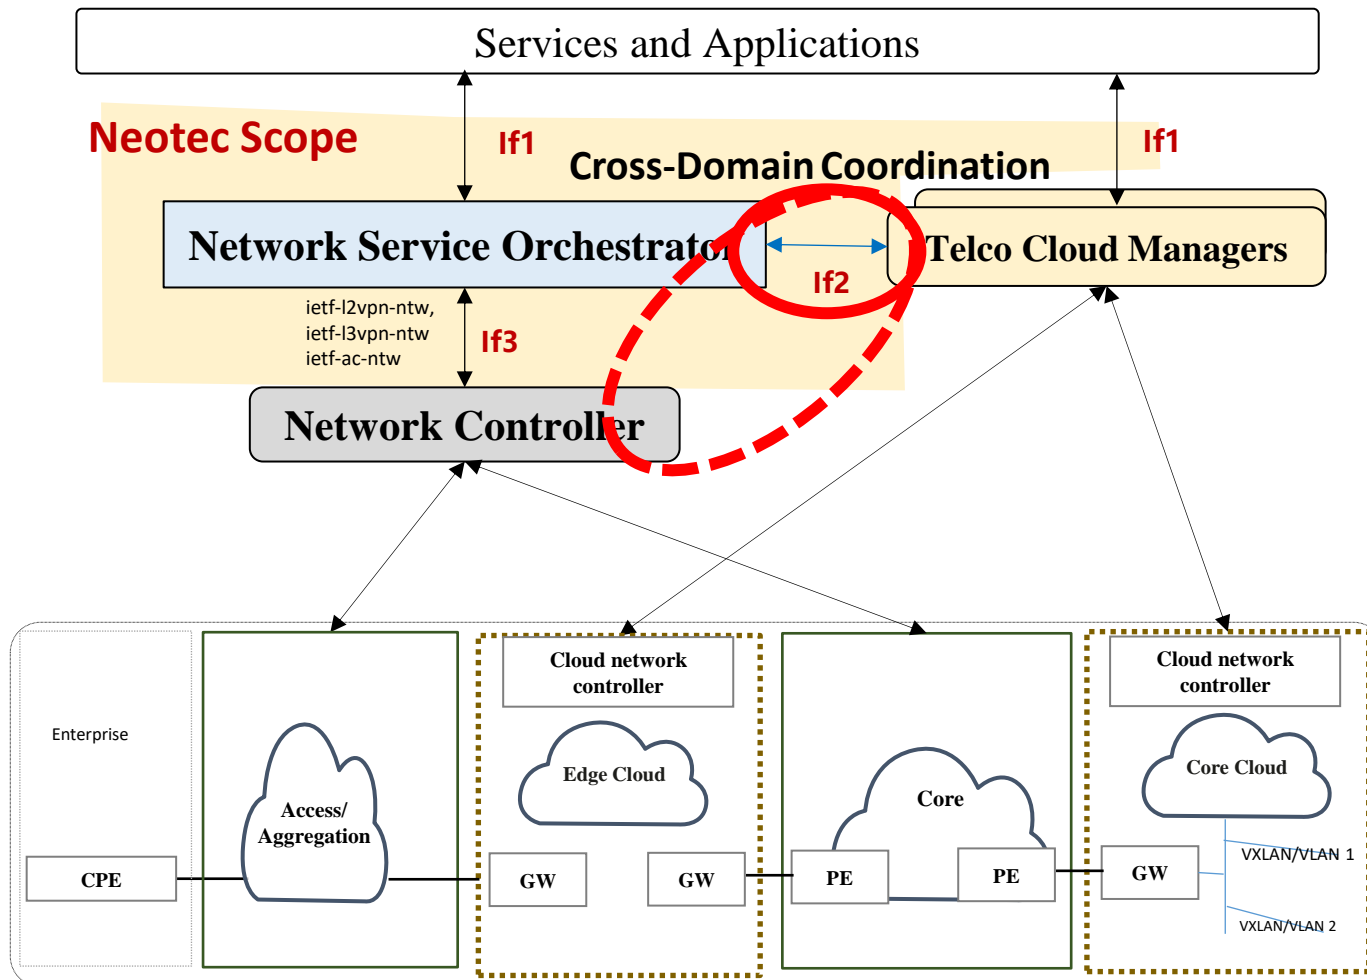 Services and Applications
Neotec Scope
If1
If1
Cross-Domain Coordination
Network Service Orchestrator
If2
Telco Cloud Managers
ietf-l2vpn-ntw,
ietf-l3vpn-ntw
ietf-ac-ntw
If3
Network Controller
Enterprise
CPE
Access/
Aggregation
Cloud network
controller
Edge Cloud
GW
GW
Core
PE
PE
Cloud network
controller
Core Cloud
GW
VXLAN/VLAN 1
VXLAN/VLAN 2